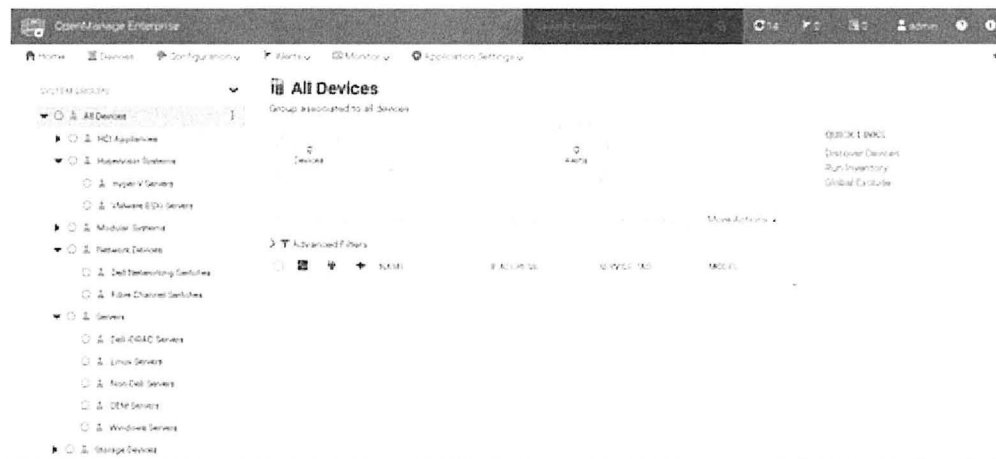 OpenManage Enterprise
admin
Home Devices Configuration Alerts Monitor Application Settings
SYSTEM GROUPS
All Devices
HCI Appliances
Hypervisor Systems
Hyper-V Servers
VMware ESXi Servers
Modular Systems
Network Devices
Dell Networking Switches
Fibre Channel Switches
Servers
Dell iDRAC Servers
Linux Servers
Non-Dell Servers
OEM Servers
Windows Servers
Storage Devices
All Devices
Group associated to all devices
0
Devices
0
Alerts
QUICK LINKS
Discover Devices
Run Inventory
Global Exclude
More Actions
Advanced Filters
NAME SERVICE TAG MODEL